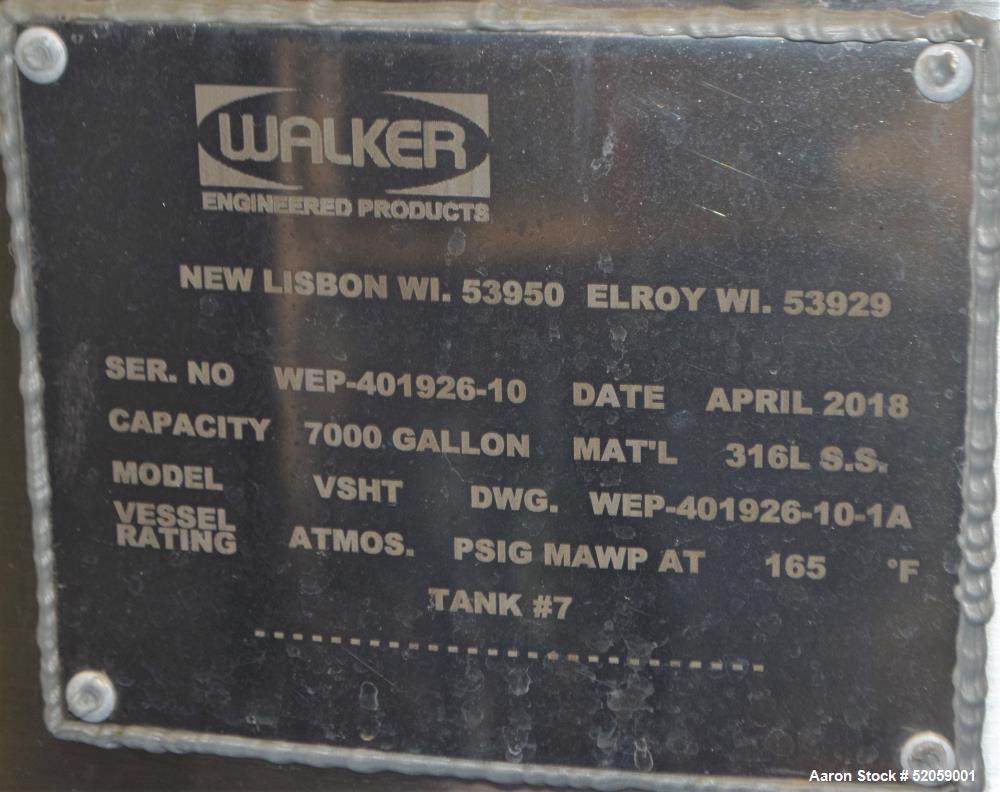 WALKER
ENGINEERED PRODUCTS
NEW LISBON WI. 53950 ELROY WI. 53929
SER. NO WEP-401926-10 DATE APRIL 2018
CAPACITY 7000 GALLON MAT'L 316L S.S.
MODEL VSHT DWG. WEP-401926-10-1A
VESSEL
RATING ATMOS. PSIG MAWP AT 165 °F
TANK #7
Aaron Stock # 52059001